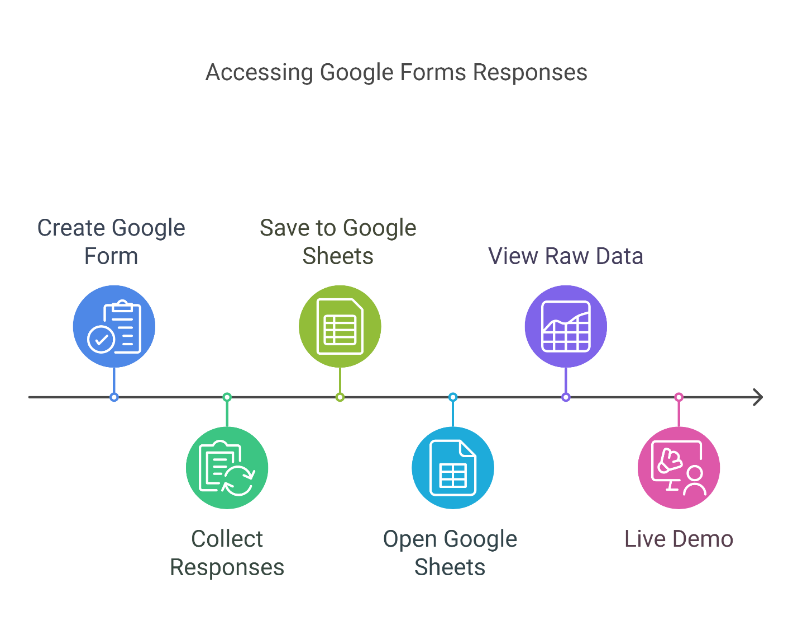 Accessing Google Forms Responses
Create Google
Form
Collect
Responses
Save to Google
Sheets
Open Google
Sheets
View Raw Data
Live Demo